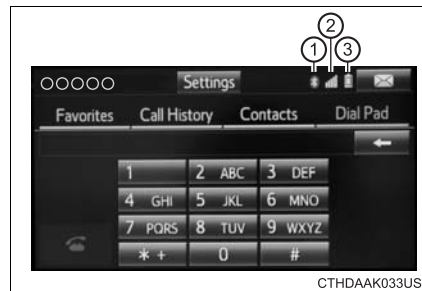 2
1 3
OOOOO Settings
Favorites Call History Contacts Dial Pad
1 2 ABC 3 DEF
4 GHI 5 JKL 6 MNO
7 PQRS 8 TUV 9 WXYZ
* + 0 #
CTHDAAK033US